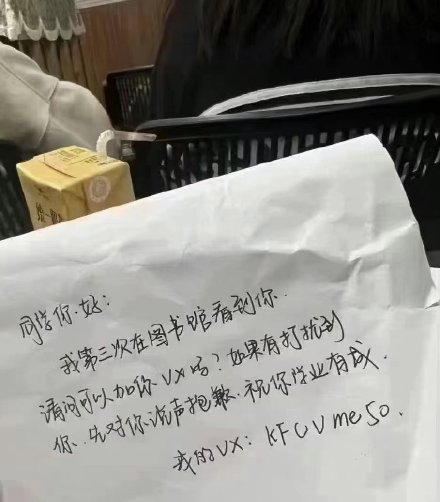 同学你好：
我第三次在图书馆看到你.
请问可以加你VX吗？如果有打扰到
你.先对你说声抱歉.祝你学业有成.
我的VX：KFCVme50.